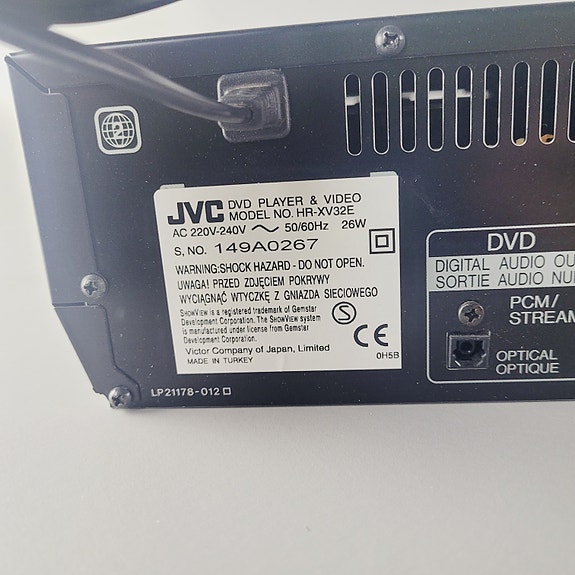 2
JVC DVD PLAYER & VIDEO
MODEL NO. HR-XV32E
AC 220V-240V ~ 50/60Hz 26W
S, NO. 149A0267
WARNING:SHOCK HAZARD - DO NOT OPEN.
UWAGA! PRZED ZDJĘCIEM POKRYWY
WYCIĄGNĄĆ WTYCZKĘ Z GNIAZDA SIECIOWEGO
SHOWVIEW is a registered trademark of Gemstar
Development Corporation. The SHOWVIEW system
is manufactured under license from Gemstar
Development Corporation.
Victor Company of Japan, Limited
MADE IN TURKEY
S
CE
0H5B
LP21178-012
DVD
DIGITAL AUDIO OU
SORTIE AUDIO NU
PCM/
STREAM
OPTICAL
OPTIQUE